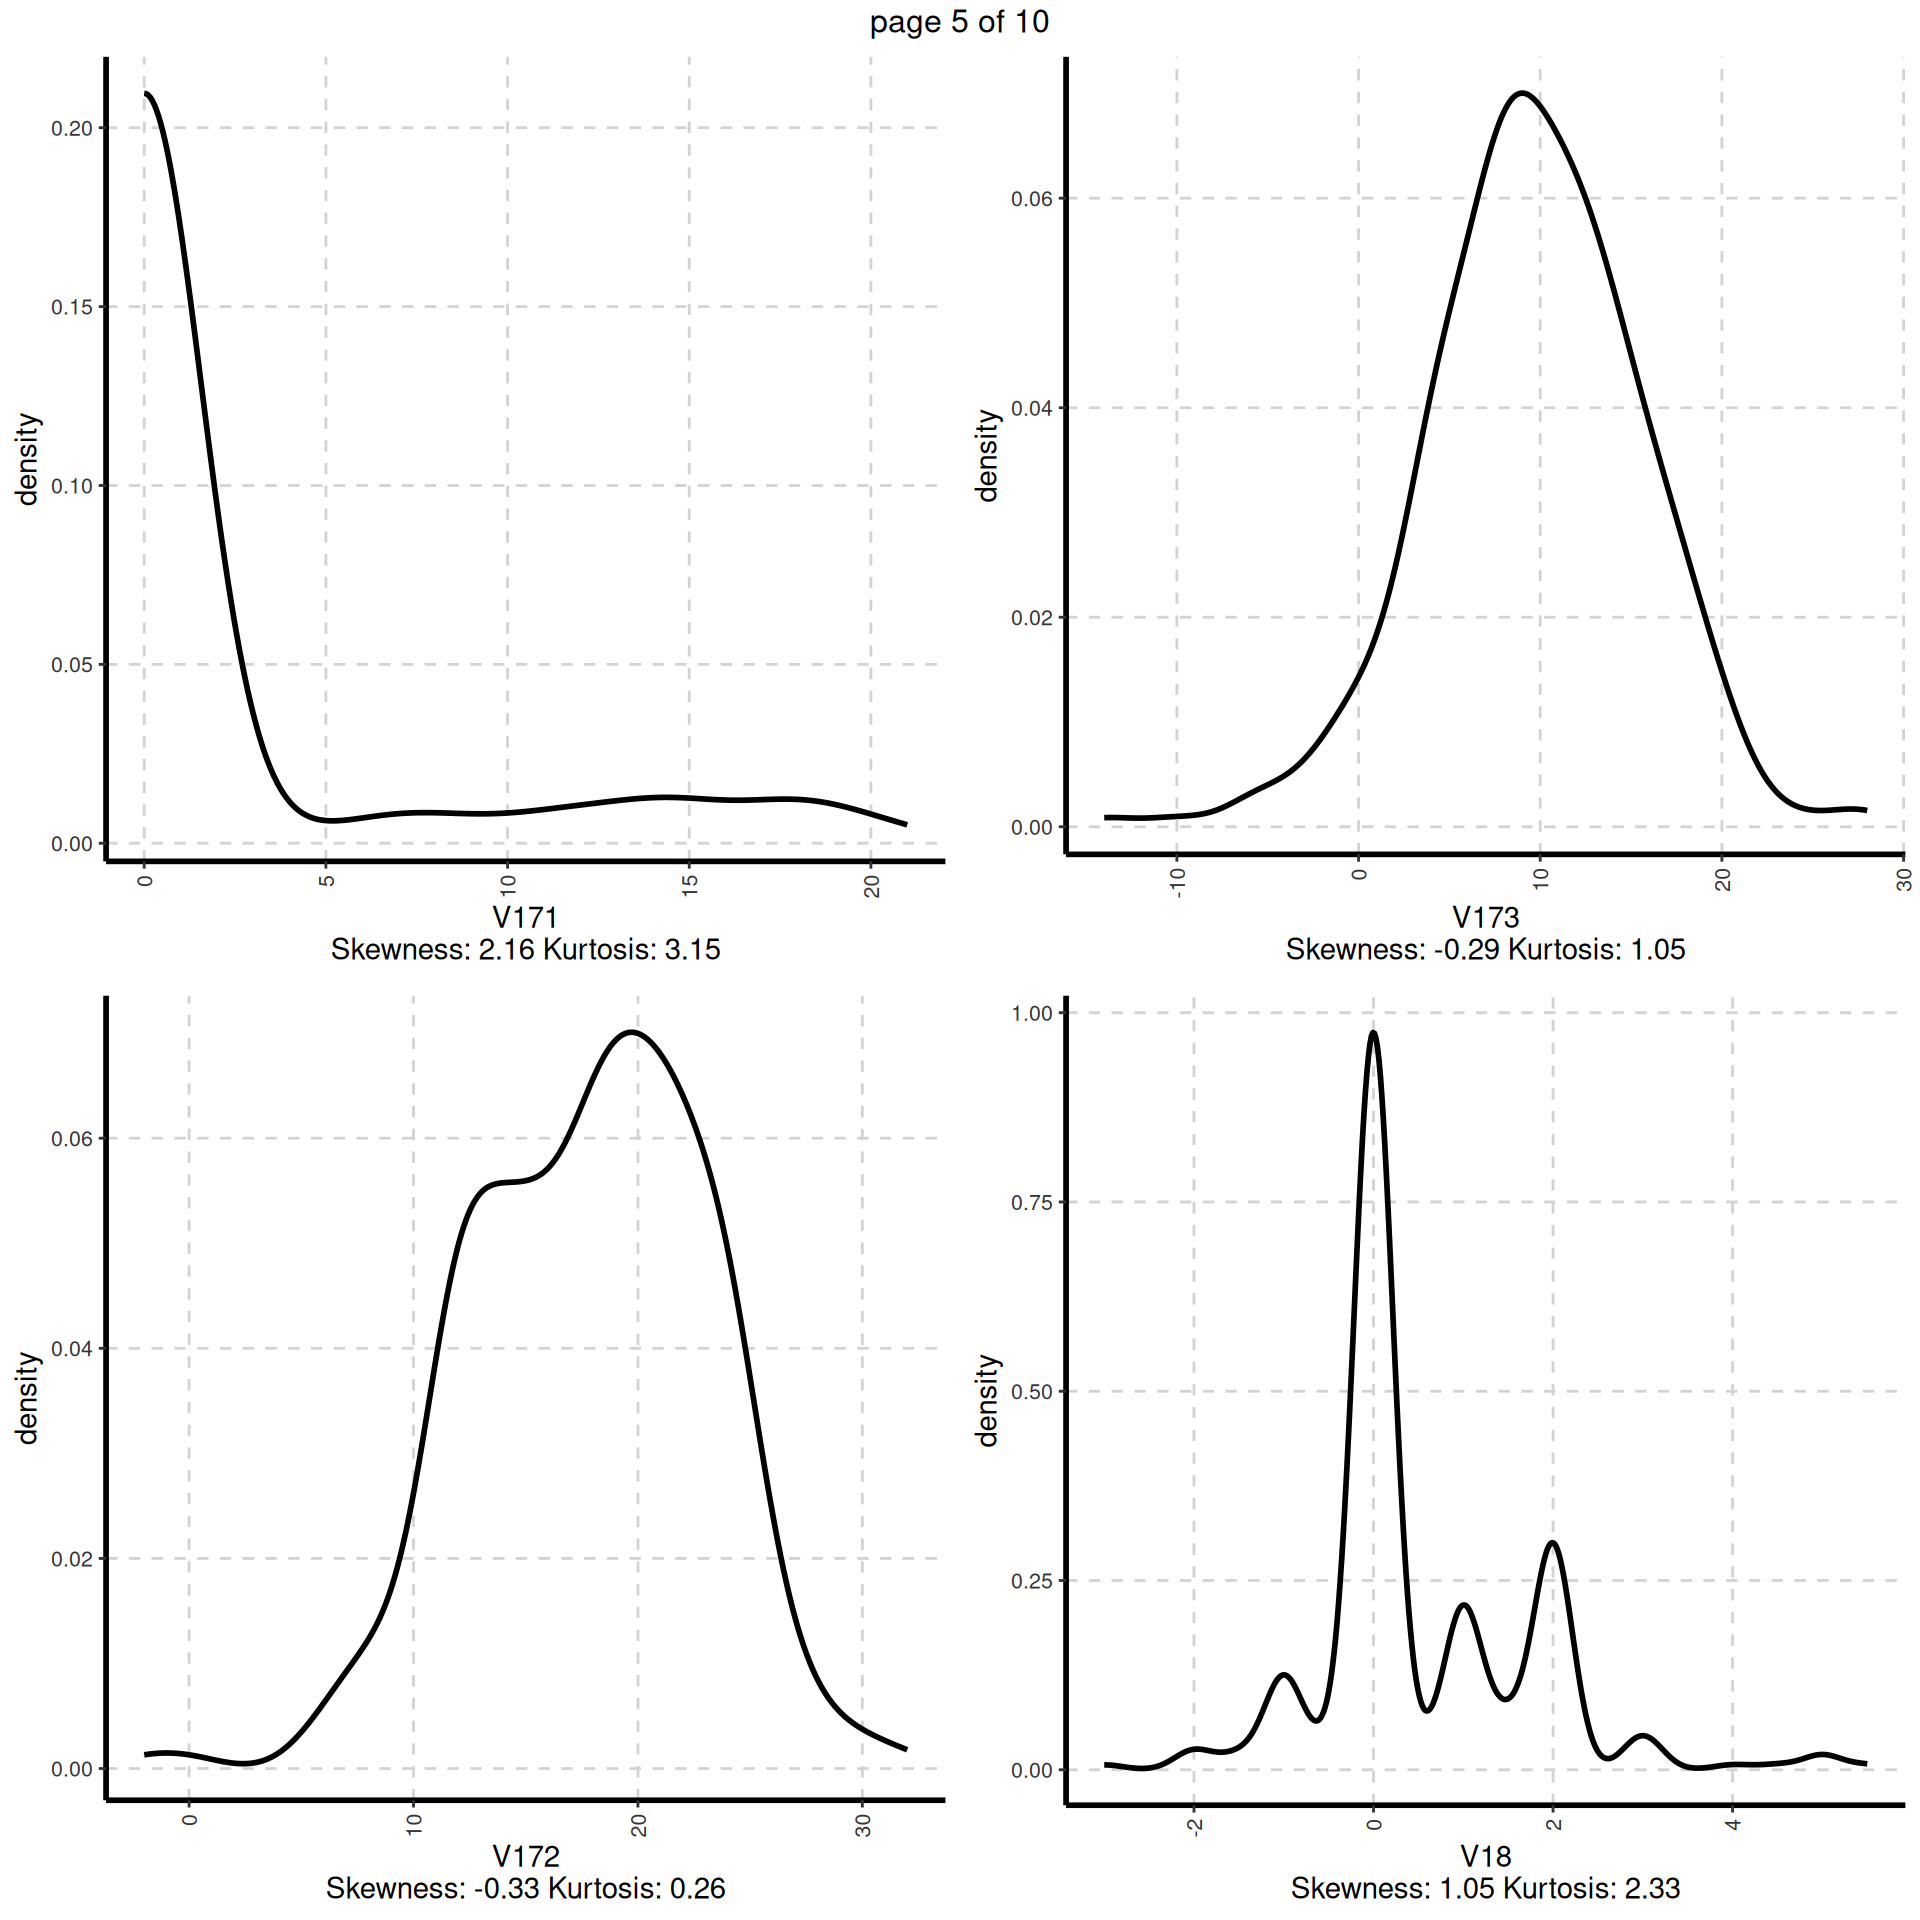 page 5 of 10
density
0.20
0.15
0.10
0.05
0.00
0 5 10 15 20
V171
Skewness: 2.16 Kurtosis: 3.15
density
0.06
0.04
0.02
0.00
-10 0 10 20 30
V173
Skewness: -0.29 Kurtosis: 1.05
density
0.06
0.04
0.02
0.00
0 10 20 30
V172
Skewness: -0.33 Kurtosis: 0.26
density
1.00
0.75
0.50
0.25
0.00
-2 0 2 4
V18
Skewness: 1.05 Kurtosis: 2.33